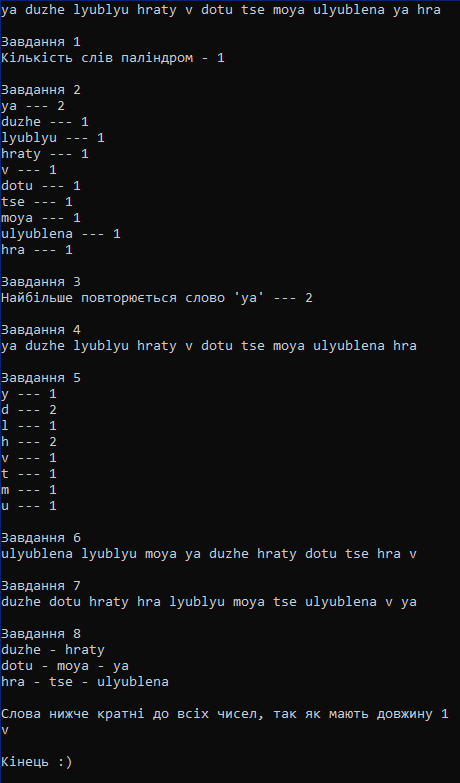 ya duzhe lyublyu hraty v dotu tse moya ulyublena ya hra
Завдання 1
Кількість слів паліндром - 1
Завдання 2
ya --- 2
duzhe --- 1
lyublyu --- 1
hraty --- 1
v --- 1
dotu --- 1
tse --- 1
moya --- 1
ulyublena --- 1
hra --- 1
Завдання 3
Найбільше повторюється слово 'ya' --- 2
Завдання 4
ya duzhe lyublyu hraty v dotu tse moya ulyublena hra
Завдання 5
y --- 1
d --- 2
l --- 1
h --- 2
v --- 1
t --- 1
m --- 1
u --- 1
Завдання 6
ulyublena lyublyu moya ya duzhe hraty dotu tse hra v
Завдання 7
duzhe dotu hraty hra lyublyu moya tse ulyublena v ya
Завдання 8
duzhe - hraty
dotu - moya - ya
hra - tse - ulyublena
Слова нижче кратні до всіх чисел, так як мають довжину 1
v
Кінець :)